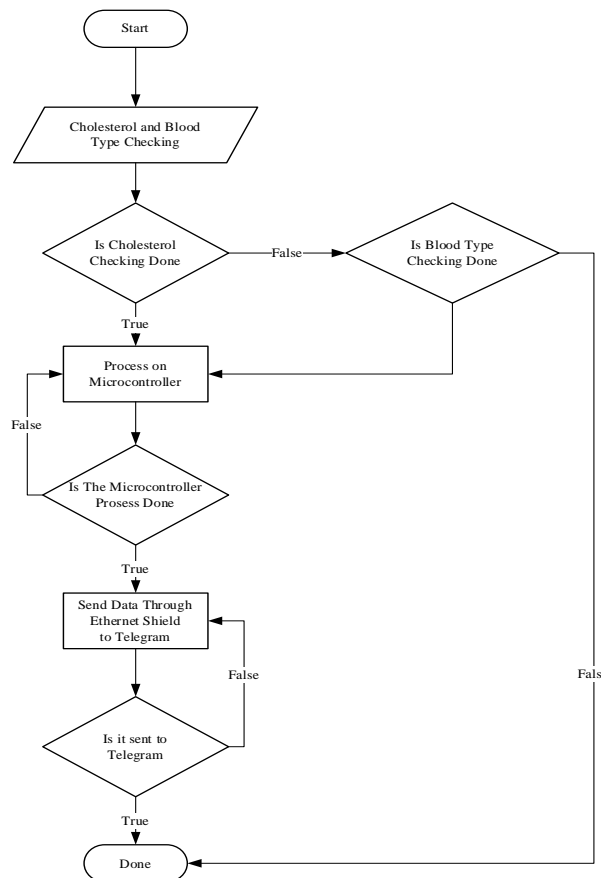 Start
Cholesterol and Blood
Type Checking
Is Cholesterol
Checking Done
False
Is Blood Type
Checking Done
True
Process on
Microcontroller
False
Is The Microcontroller
Prosess Done
True
Send Data Through
Ethernet Shield
to Telegram
False
Fals
Is it sent to
Telegram
True
Done